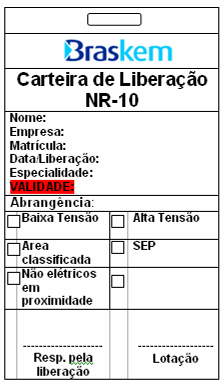 Braskem
Carteira de Liberação
NR-10
Nome:
Empresa:
Matrícula:
Data/Liberação:
Especialidade:
VALIDADE:
Abrangência:
Baixa Tensão
Alta Tensão
Area
classificada
SEP
Não elétricos
em
proximidade
--------------------
Resp. pela
liberação
-------------------
Lotação